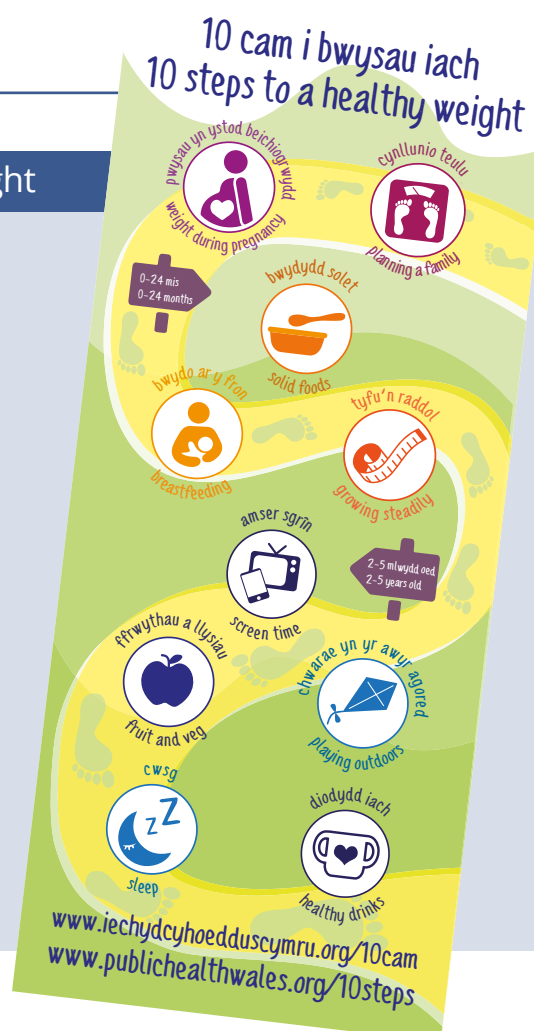 10 cam i bwysau iach
10 steps to a healthy weight
ght
pwysau yn ystod beichiogrwydd
weight during pregnancy
cynllunio teulu
planning a family
0-24 mis
0-24 months
bwydydd solet
solid foods
bwydo ar y fron
breastfeeding
tyfu'n raddol
growing steadily
amser sgrîn
screen time
2-5 mlwydd oed
2-5 years old
ffrwythau a llysiau
fruit and veg
chwarae yn yr awyr agored
playing outdoors
cwsg
z Z
sleep
diodydd iach
healthy drinks
www.iechydcyhoedduscymru.org/10cam
www.publichealthwales.org/10steps